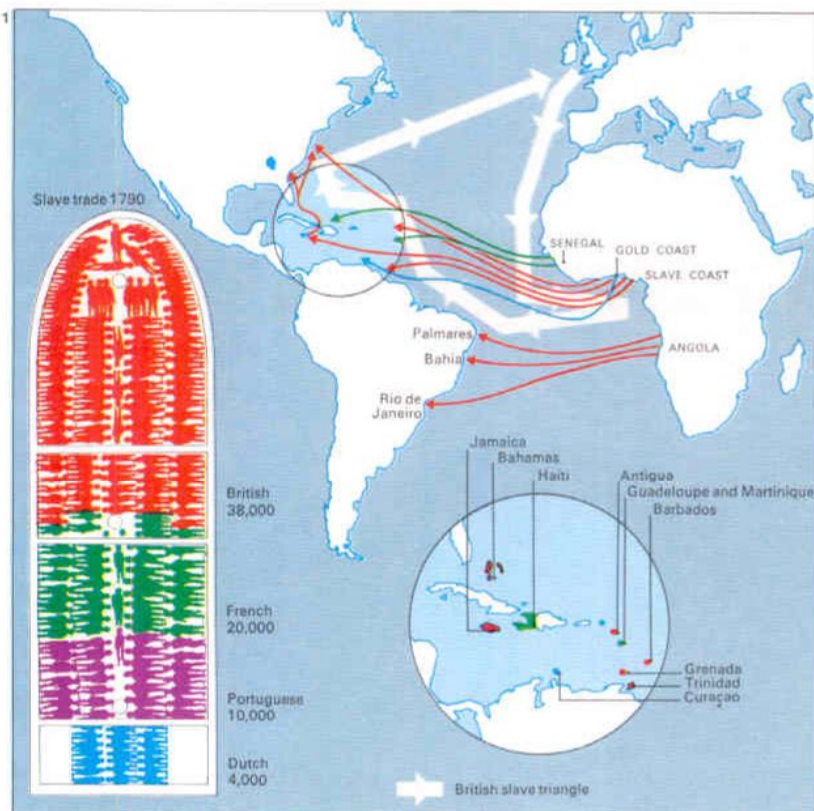 1
Slave trade 1790
SENEGAL
GOLD COAST
SLAVE COAST
Palmares
Bahia
ANGOLA
Rio de
Janeiro
Jamaica
Bahamas
Haiti
Antigua
Guadeloupe and Martinique
Barbados
British
38,000
French
20,000
Grenada
Portuguese
10,000
Trinidad
Curaçao
2
Dutch
4,000
British slave triangle